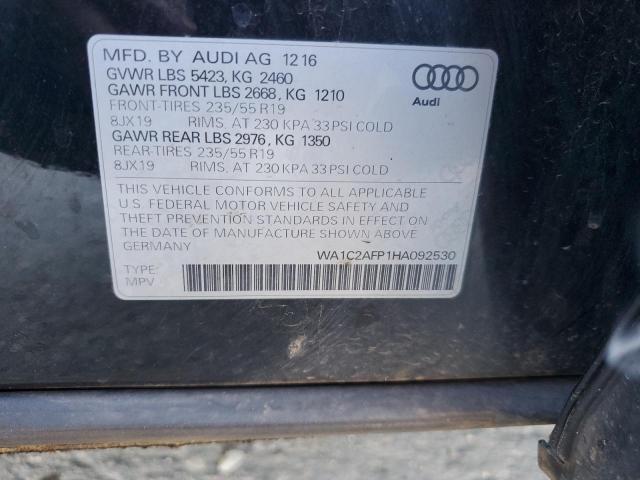 MFD. BY AUDI AG 12 16
GVWR LBS 5423, KG 2460
GAWR FRONT LBS 2668, KG 1210
FRONT-TIRES 235/55 R19
8JX19 RIMS, AT 230 KPA 33 PSI COLD
GAWR REAR LBS 2976, KG 1350
REAR-TIRES 235/55 R19
8JX19 RIMS, AT 230 KPA 33 PSI COLD
Audi
THIS VEHICLE CONFORMS TO ALL APPLICABLE
U.S. FEDERAL MOTOR VEHICLE SAFETY AND
THEFT PREVENTION STANDARDS IN EFFECT ON
THE DATE OF MANUFACTURE SHOWN ABOVE
GERMANY
WA1C2AFP1HA092530
TYPE:
MPV